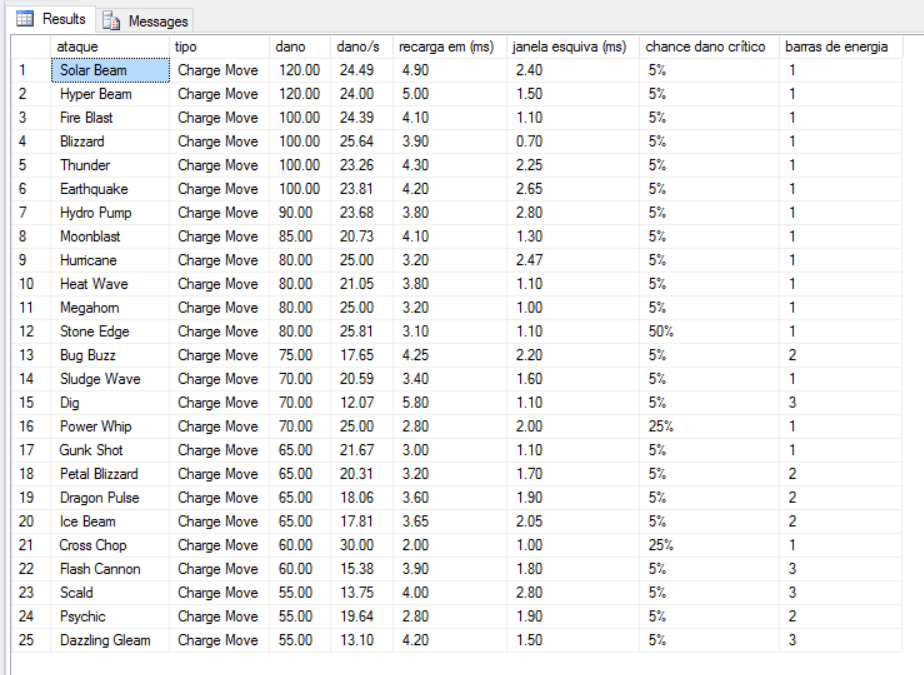 Results Messages
ataque tipo dano dano/s recarga em (ms) janela esquiva (ms) chance dano crítico barras de energia
1 Solar Beam Charge Move 120.00 24.49 4.90 2.40 5% 1
2 Hyper Beam Charge Move 120.00 24.00 5.00 1.50 5% 1
3 Fire Blast Charge Move 100.00 24.39 4.10 1.10 5% 1
4 Blizzard Charge Move 100.00 25.64 3.90 0.70 5% 1
5 Thunder Charge Move 100.00 23.26 4.30 2.25 5% 1
6 Earthquake Charge Move 100.00 23.81 4.20 2.65 5% 1
7 Hydro Pump Charge Move 90.00 23.68 3.80 2.80 5% 1
8 Moonblast Charge Move 85.00 20.73 4.10 1.30 5% 1
9 Hurricane Charge Move 80.00 25.00 3.20 2.47 5% 1
10 Heat Wave Charge Move 80.00 21.05 3.80 1.10 5% 1
11 Megahorn Charge Move 80.00 25.00 3.20 1.00 5% 1
12 Stone Edge Charge Move 80.00 25.81 3.10 1.10 50% 1
13 Bug Buzz Charge Move 75.00 17.65 4.25 2.20 5% 2
14 Sludge Wave Charge Move 70.00 20.59 3.40 1.60 5% 1
15 Dig Charge Move 70.00 12.07 5.80 1.10 5% 3
16 Power Whip Charge Move 70.00 25.00 2.80 2.00 25% 1
17 Gunk Shot Charge Move 65.00 21.67 3.00 1.10 5% 1
18 Petal Blizzard Charge Move 65.00 20.31 3.20 1.70 5% 2
19 Dragon Pulse Charge Move 65.00 18.06 3.60 1.90 5% 2
20 Ice Beam Charge Move 65.00 17.81 3.65 2.05 5% 2
21 Cross Chop Charge Move 60.00 30.00 2.00 1.00 25% 1
22 Flash Cannon Charge Move 60.00 15.38 3.90 1.80 5% 3
23 Scald Charge Move 55.00 13.75 4.00 2.80 5% 3
24 Psychic Charge Move 55.00 19.64 2.80 1.90 5% 2
25 Dazzling Gleam Charge Move 55.00 13.10 4.20 1.50 5% 3